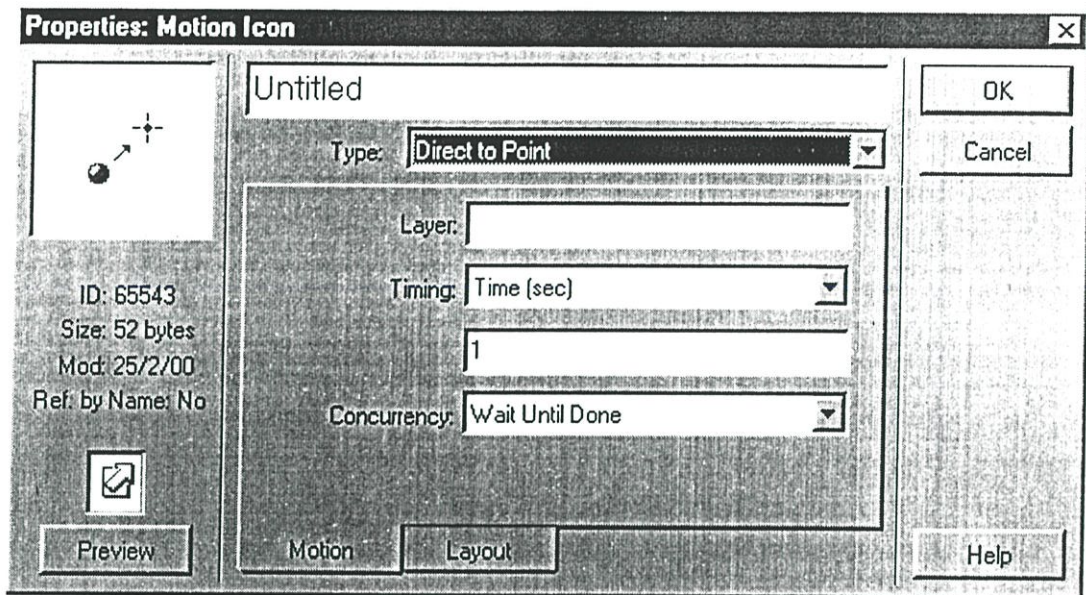 Properties: Motion Icon
Untitled
OK
Type: Direct to Point
Cancel
Layer:
Timing: Time (sec)
1
Concurrency: Wait Until Done
ID: 65543
Size: 52 bytes
Mod: 25/2/00
Ref. by Name: No
Preview
Motion
Layout
Help